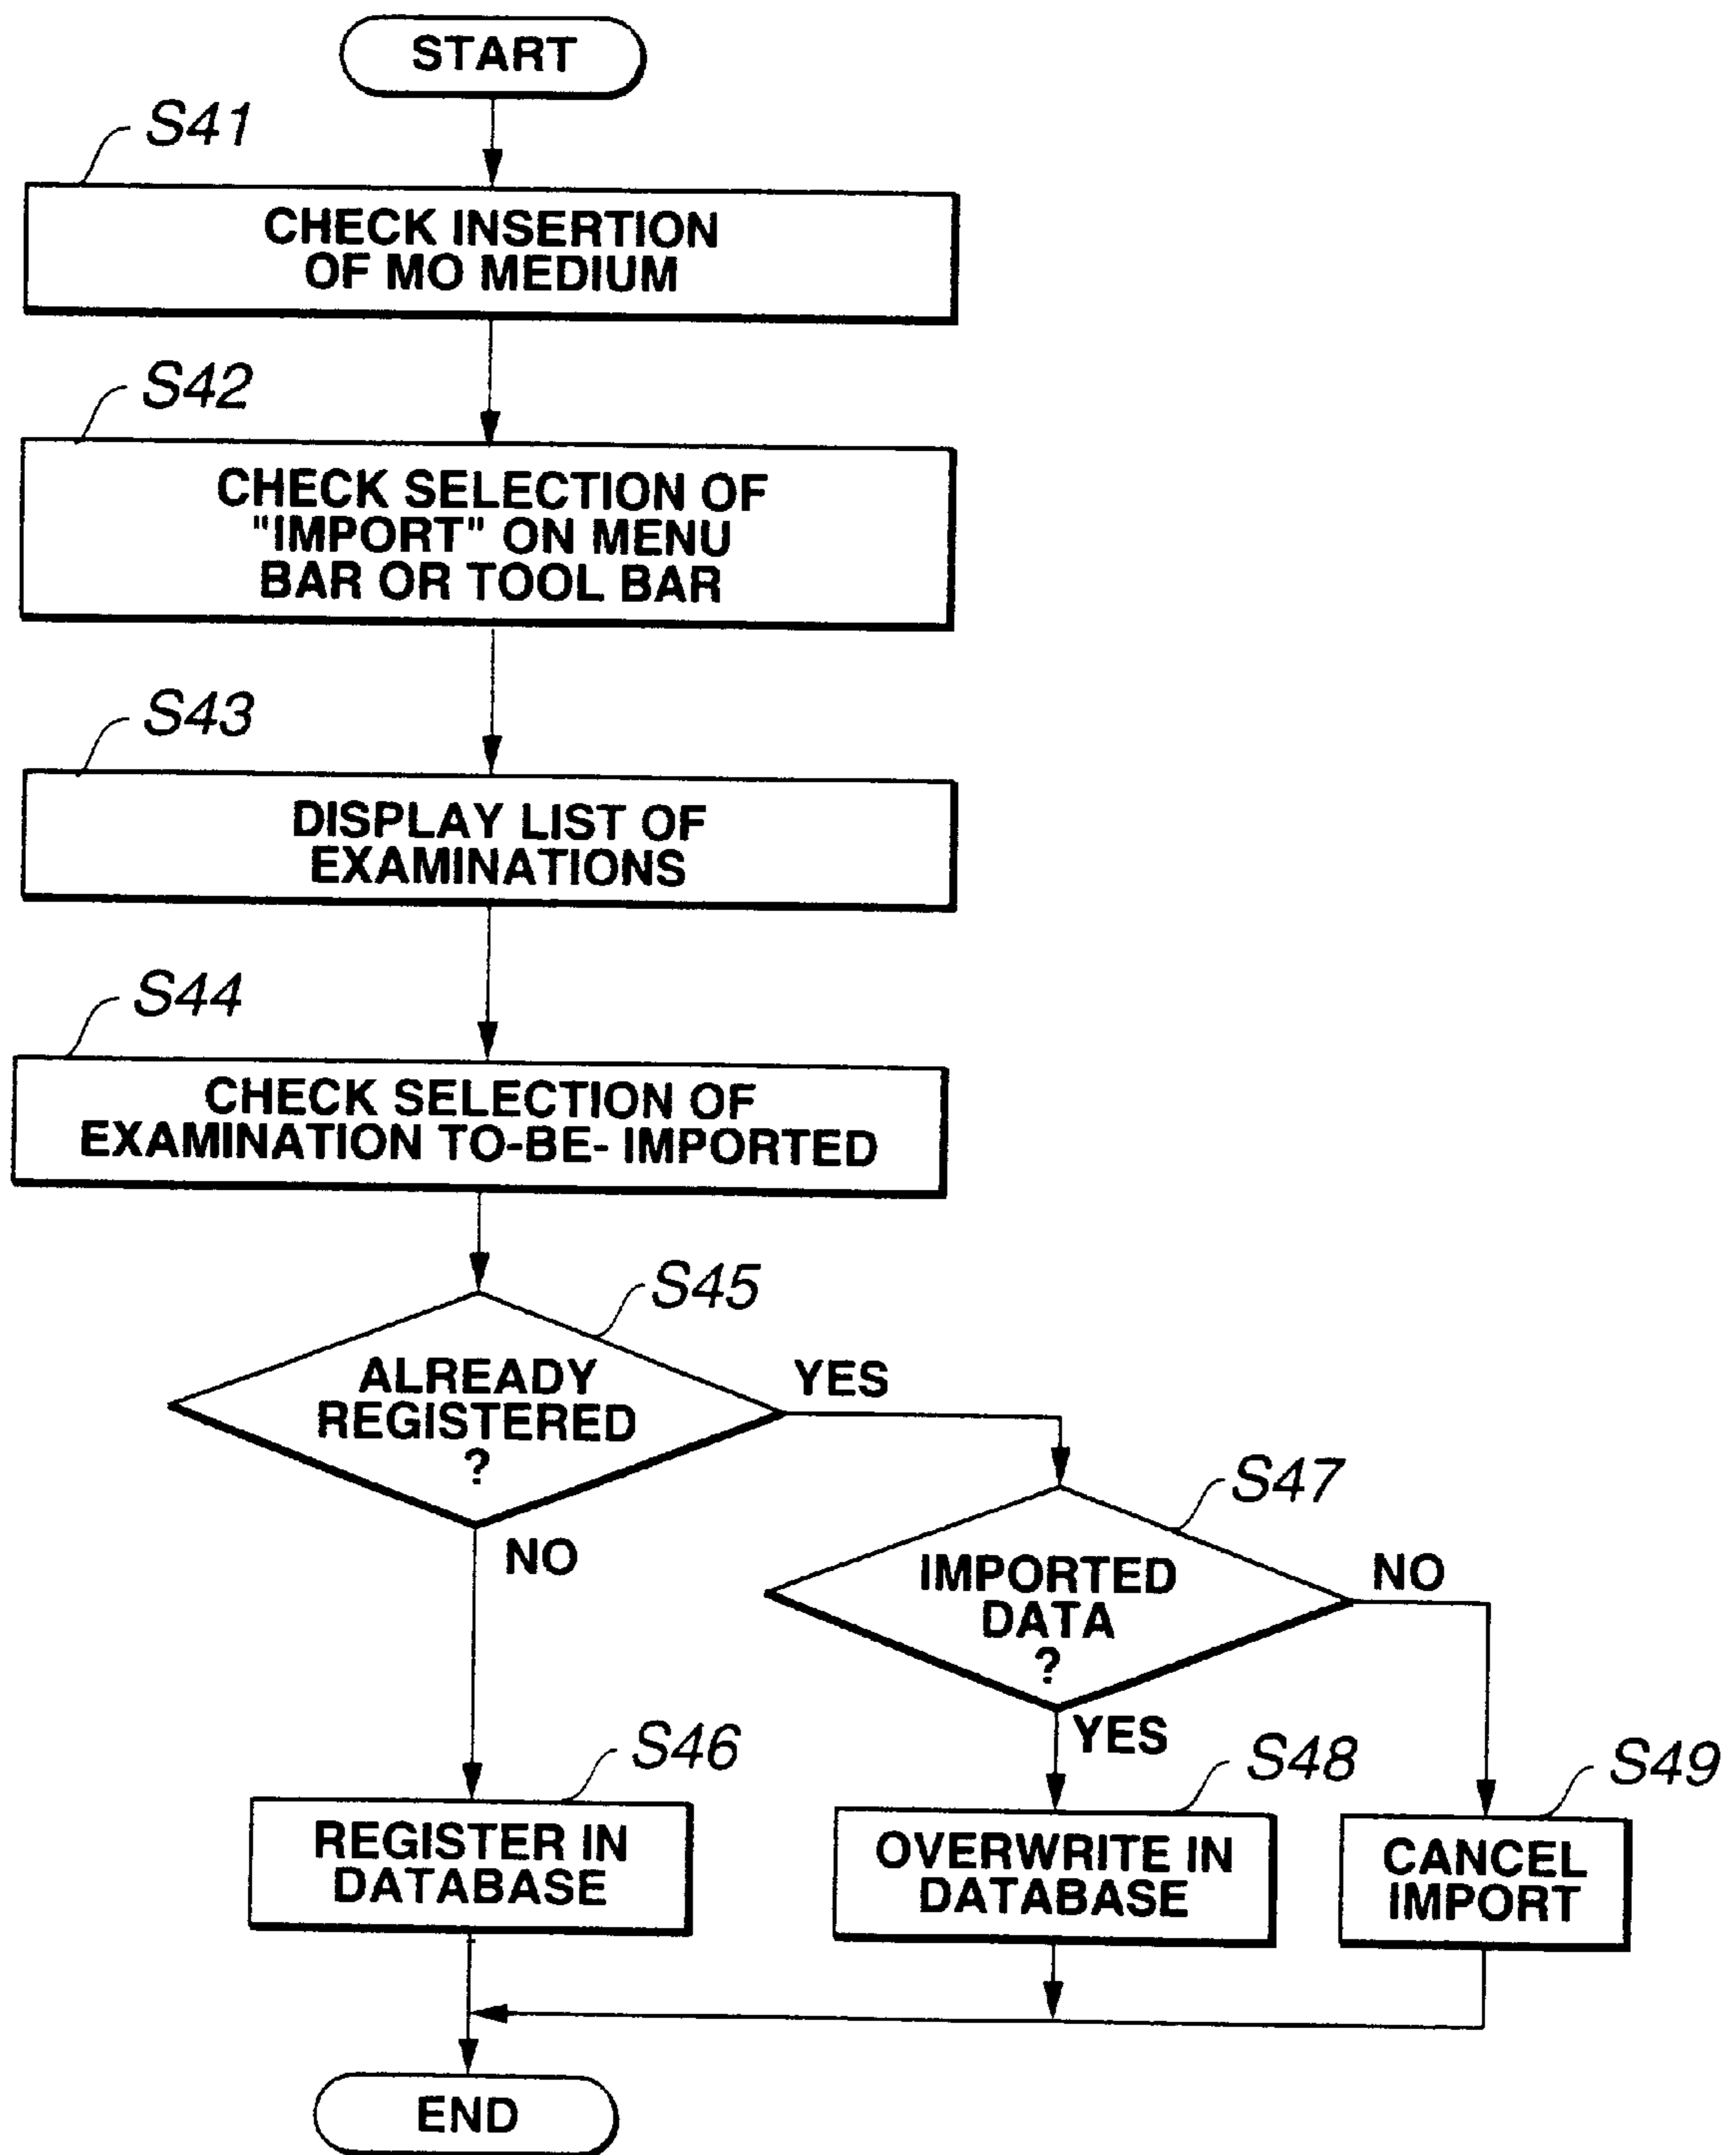 START
S41
CHECK INSERTION
OF MO MEDIUM
S42
CHECK SELECTION OF
"IMPORT" ON MENU
BAR OR TOOL BAR
S43
DISPLAY LIST OF
EXAMINATIONS
S44
CHECK SELECTION OF
EXAMINATION TO-BE- IMPORTED
S45
ALREADY
REGISTERED
?
YES
NO
S47
IMPORTED
DATA
?
NO
YES
S46
REGISTER IN
DATABASE
S48
OVERWRITE IN
DATABASE
S49
CANCEL
IMPORT
END